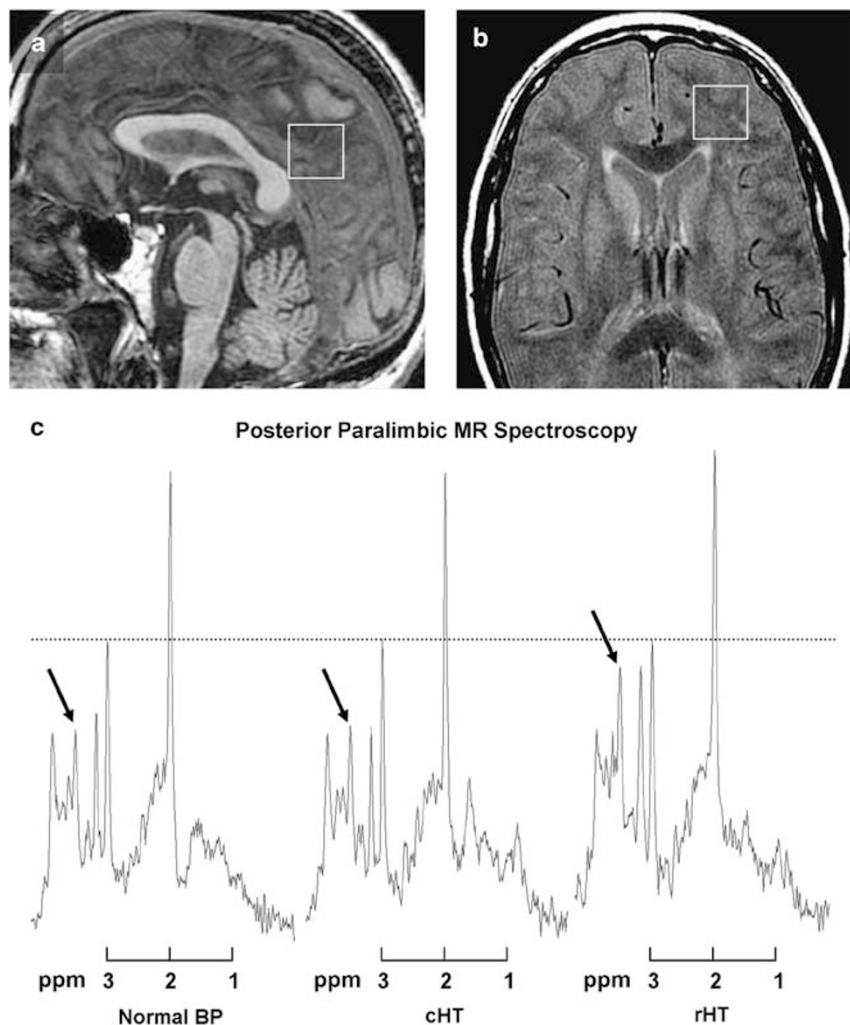 a
b
c
Posterior Paralimbic MR Spectroscopy
ppm 3 2 1 ppm 3 2 1 ppm 3 2 1
Normal BP cHT rHT